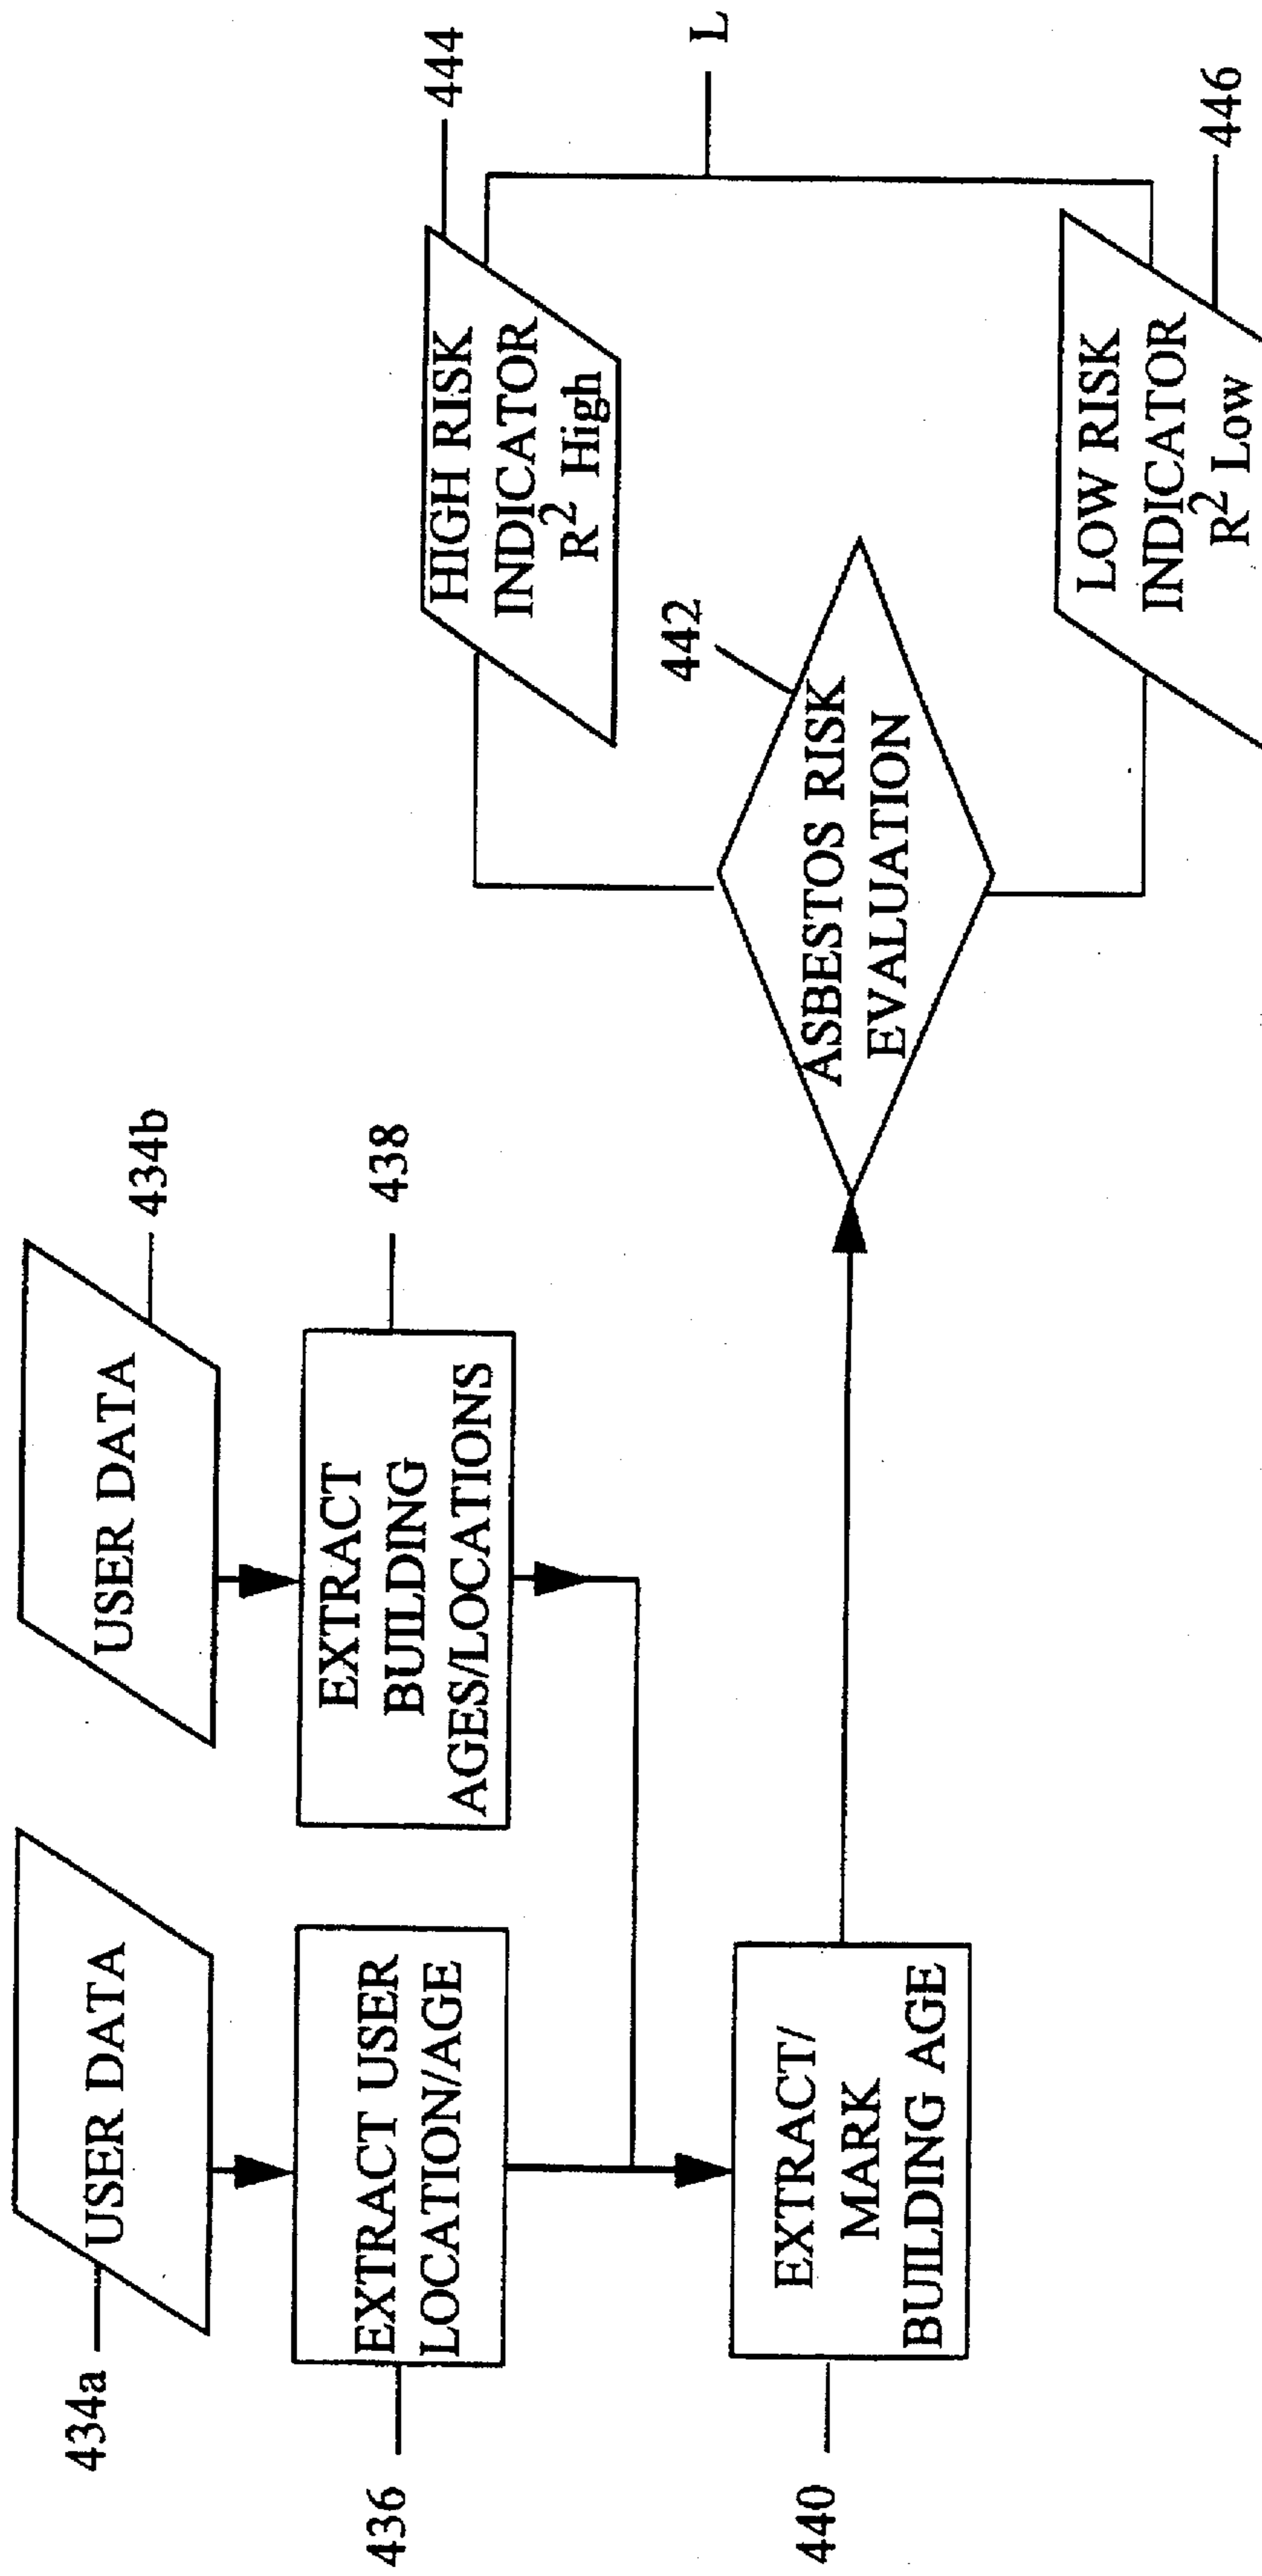 434a
USER DATA
USER DATA
434b
436
EXTRACT USER
LOCATION/AGE
EXTRACT
BUILDING
AGES/LOCATIONS
438
440
EXTRACT/
MARK
BUILDING AGE
ASBESTOS RISK
EVALUATION
442
HIGH RISK
INDICATOR
R² High
444
L
LOW RISK
INDICATOR
R² Low
446